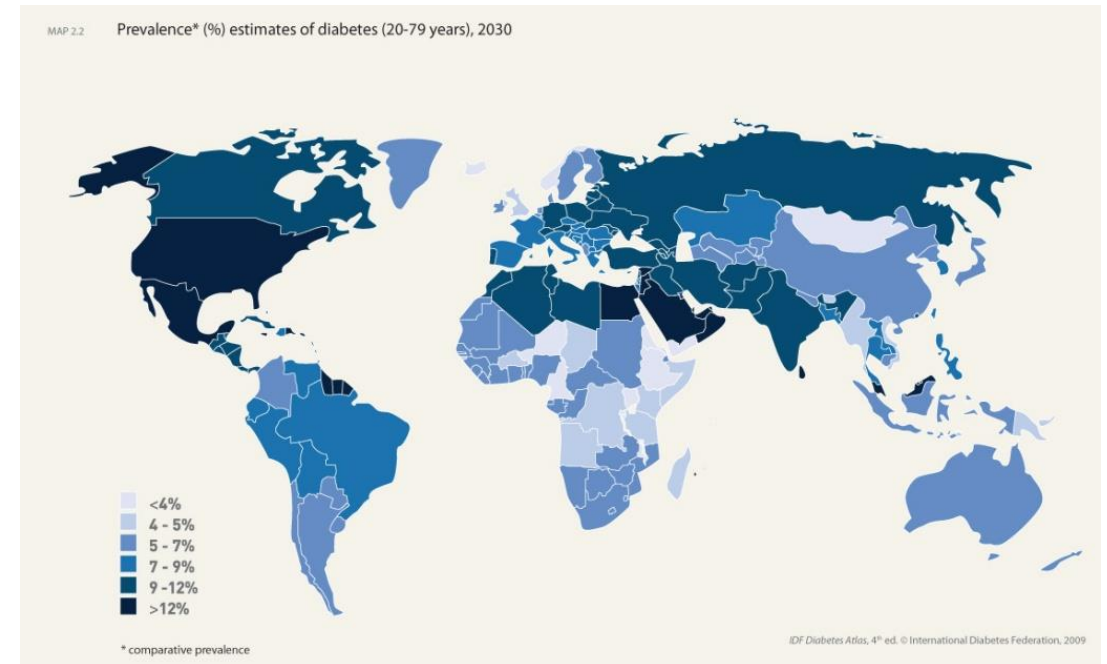 MAP 2.2 Prevalence* (%) estimates of diabetes (20-79 years), 2030
<4%
4 - 5%
5 - 7%
7 - 9%
9 -12%
>12%
* comparative prevalence
IDF Diabetes Atlas, 4th ed. © International Diabetes Federation, 2009